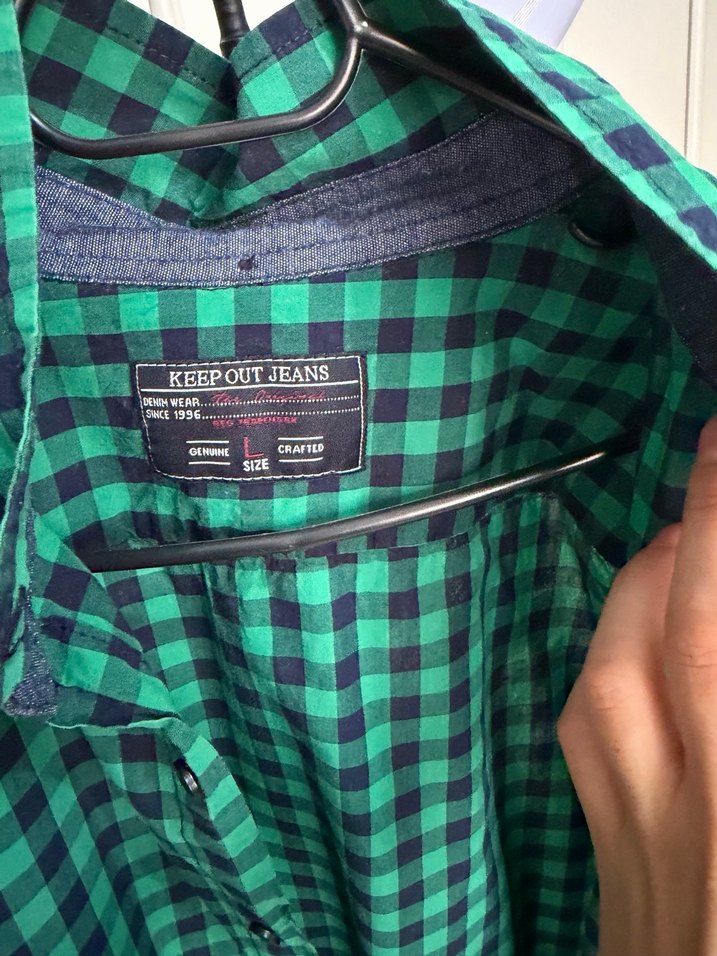 KEEP OUT JEANS
DENIM WEAR The Original
SINCE 1996
GENUINE L CRAFTED
SIZE